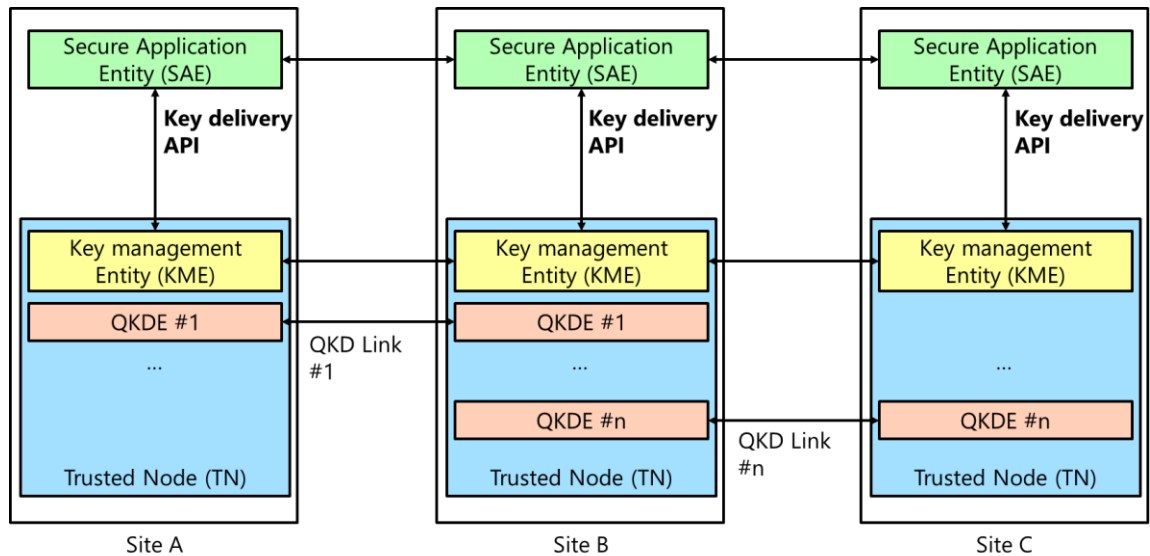 Secure Application
Entity (SAE)
Secure Application
Entity (SAE)
Secure Application
Entity (SAE)
Key delivery
API
Key delivery
API
Key delivery
API
Key management
Entity (KME)
Key management
Entity (KME)
Key management
Entity (KME)
QKDE #1
QKDE #1
QKD Link
#1
...
...
...
QKDE #n
QKDE #n
QKD Link
#n
Trusted Node (TN)
Trusted Node (TN)
Trusted Node (TN)
Site A
Site B
Site C